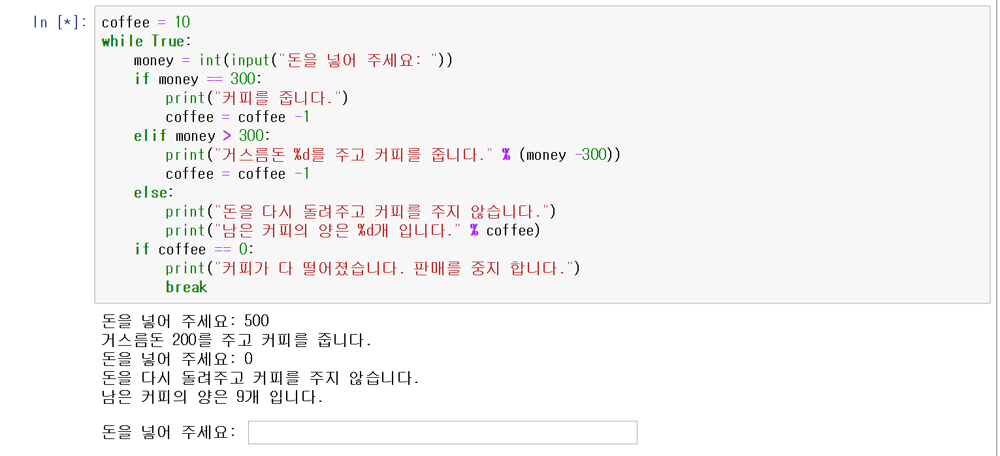 In [*]:
coffee = 10
while True:
    money = int(input("돈을 넣어 주세요: "))
    if money == 300:
        print("커피를 줍니다.")
        coffee = coffee -1
    elif money > 300:
        print("거스름돈 %d를 주고 커피를 줍니다." % (money -300))
        coffee = coffee -1
    else:
        print("돈을 다시 돌려주고 커피를 주지 않습니다.")
        print("남은 커피의 양은 %d개 입니다." % coffee)
    if coffee == 0:
        print("커피가 다 떨어졌습니다. 판매를 중지 합니다.")
        break
돈을 넣어 주세요: 500
거스름돈 200를 주고 커피를 줍니다.
돈을 넣어 주세요: 0
돈을 다시 돌려주고 커피를 주지 않습니다.
남은 커피의 양은 9개 입니다.
돈을 넣어 주세요: